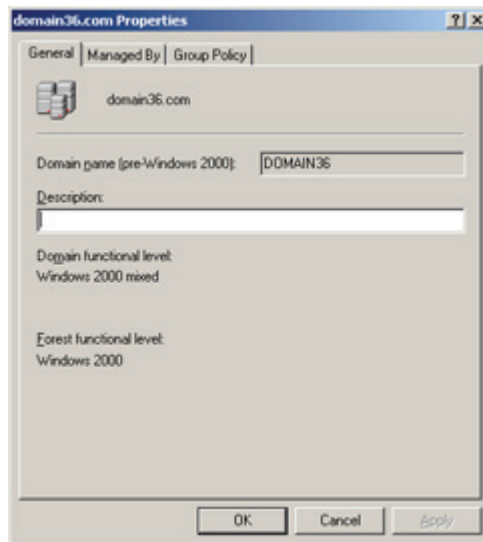 domain36.com Properties
General Managed By Group Policy
domain36.com
Domain name (pre-Windows 2000): DOMAIN36
Description:
Domain functional level:
Windows 2000 mixed
Forest functional level:
Windows 2000
OK Cancel Apply